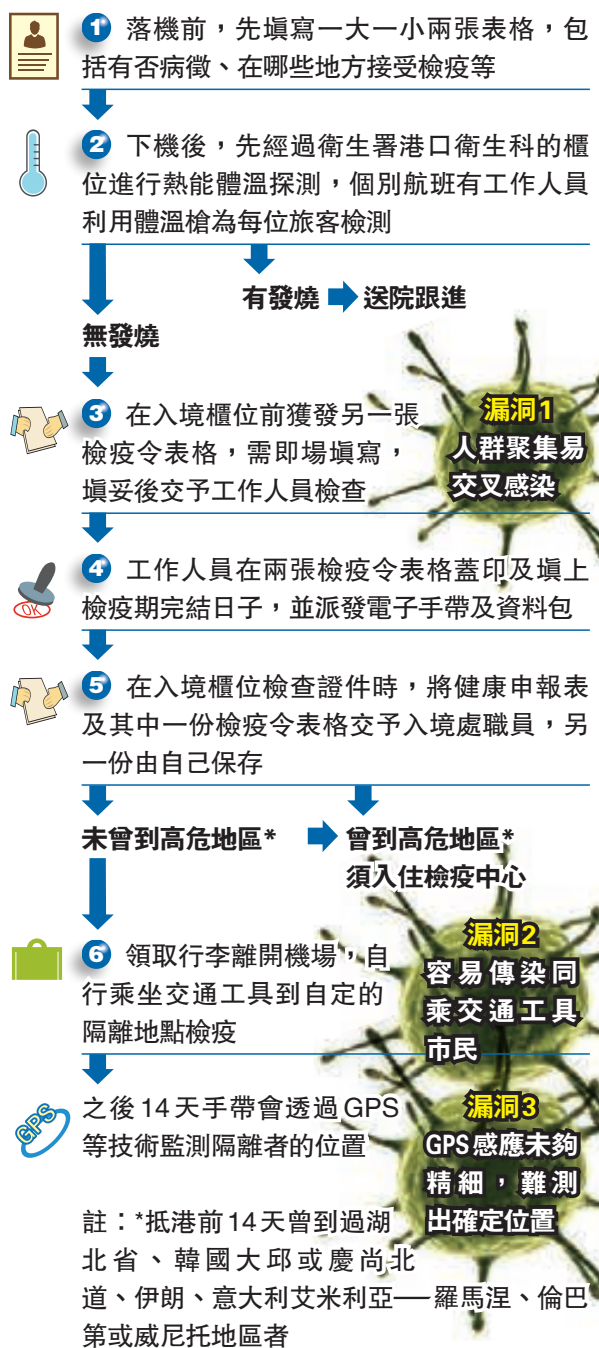 1 落機前，先填寫一大一小兩張表格，包
括有否病徵、在哪些地方接受檢疫等
2 下機後，先經過衛生署港口衛生科的櫃
位進行熱能體溫探測，個別航班有工作人員
利用體溫槍為每位旅客檢測
有發燒 送院跟進
無發燒
3 在入境櫃位前獲發另一張
檢疫令表格，需即場填寫，
填妥後交予工作人員檢查
漏洞1
人群聚集易
交叉感染
4 工作人員在兩張檢疫令表格蓋印及填上
檢疫期完結日子，並派發電子手帶及資料包
OK
5 在入境櫃位檢查證件時，將健康申報表
及其中一份檢疫令表格交予入境處職員，另
一份由自己保存
未曾到高危地區* 曾到高危地區*
須入住檢疫中心
6 領取行李離開機場，自
行乘坐交通工具到自定的
隔離地點檢疫
漏洞2
容易傳染同
乘交通工具
市民
GPS
之後14天手帶會透過GPS
等技術監測隔離者的位置
漏洞3
GPS感應未夠
精細，難測
出確定位置
註：*抵港前14天曾到過湖
北省、韓國大邱或慶尚北
道、伊朗、意大利艾米利亞──羅馬涅、倫巴
第或威尼托地區者